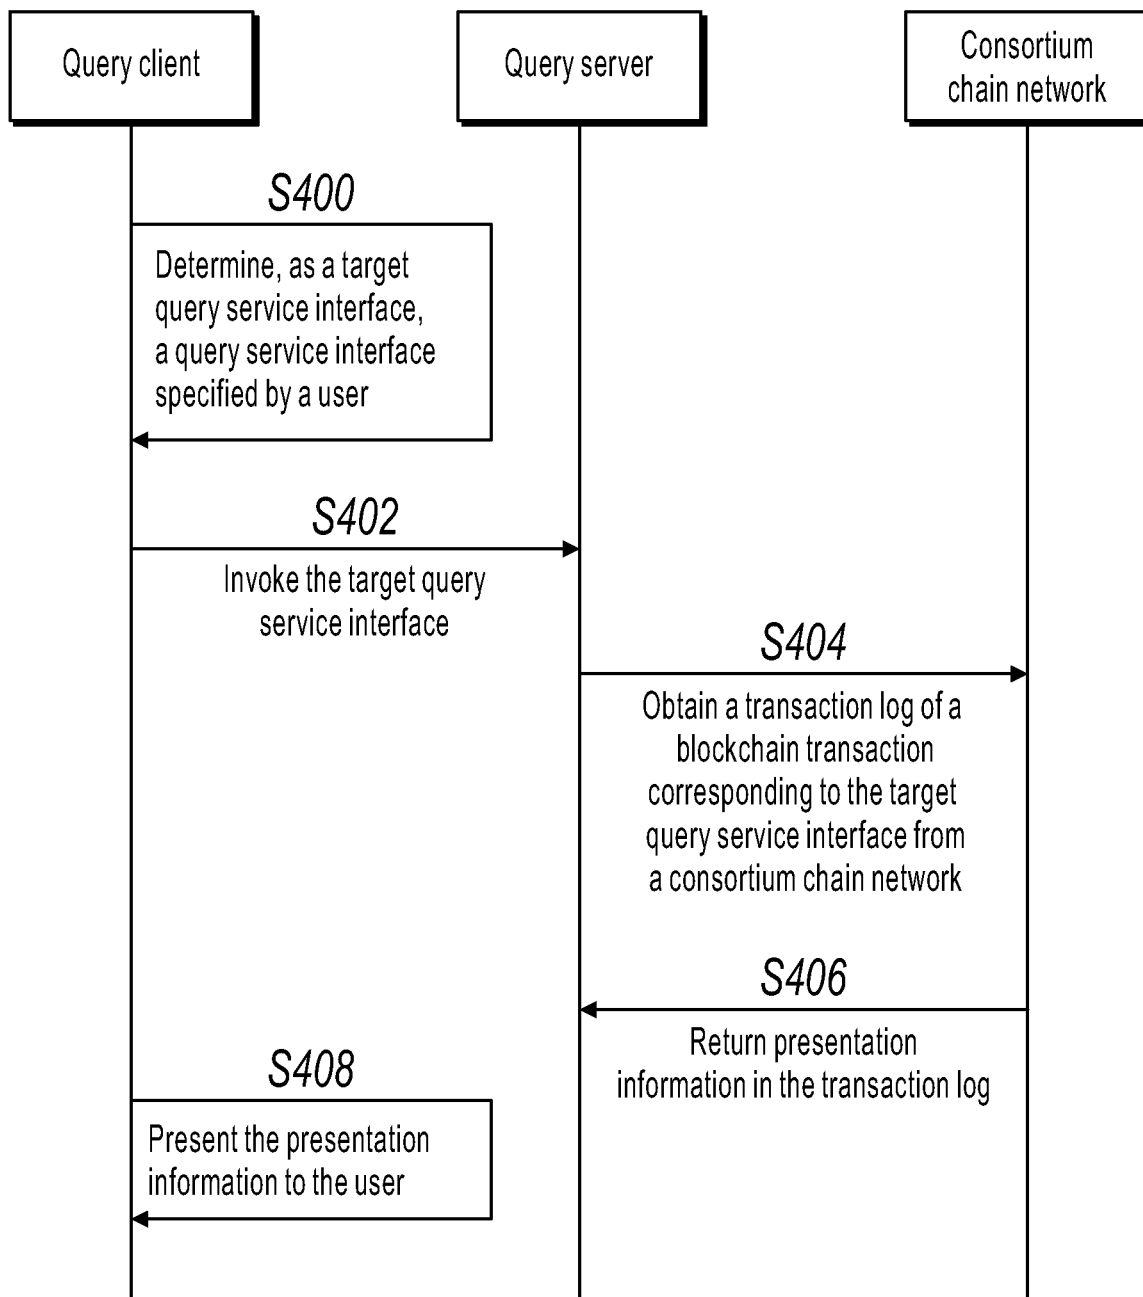 Query client
Query server
Consortium
chain network
S400
Determine, as a target
query service interface,
a query service interface
specified by a user
S402
Invoke the target query
service interface
S404
Obtain a transaction log of a
blockchain transaction
corresponding to the target
query service interface from
a consortium chain network
S406
Return presentation
information in the transaction log
S408
Present the presentation
information to the user